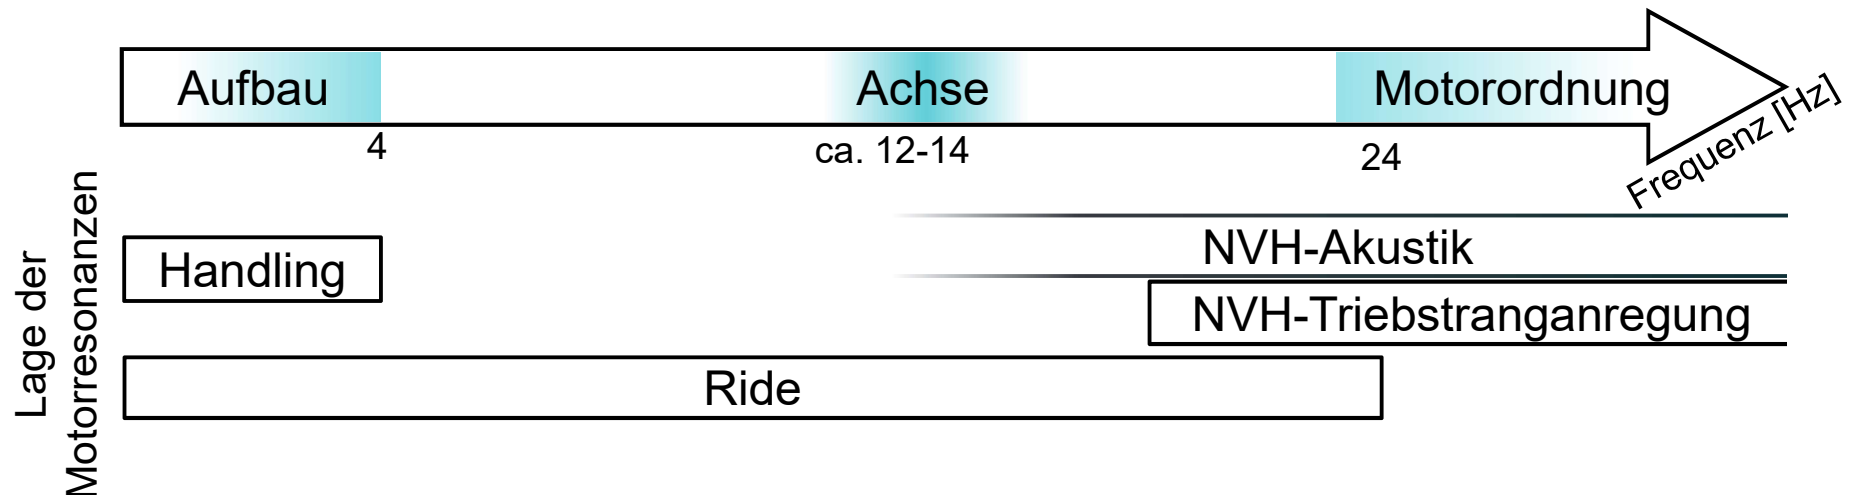 Aufbau
Achse
Motorordnung
Frequenz [Hz]
4
ca. 12-14
24
Lage der
Motorresonanzen
Handling
NVH-Akustik
NVH-Triebstranganregung
Ride